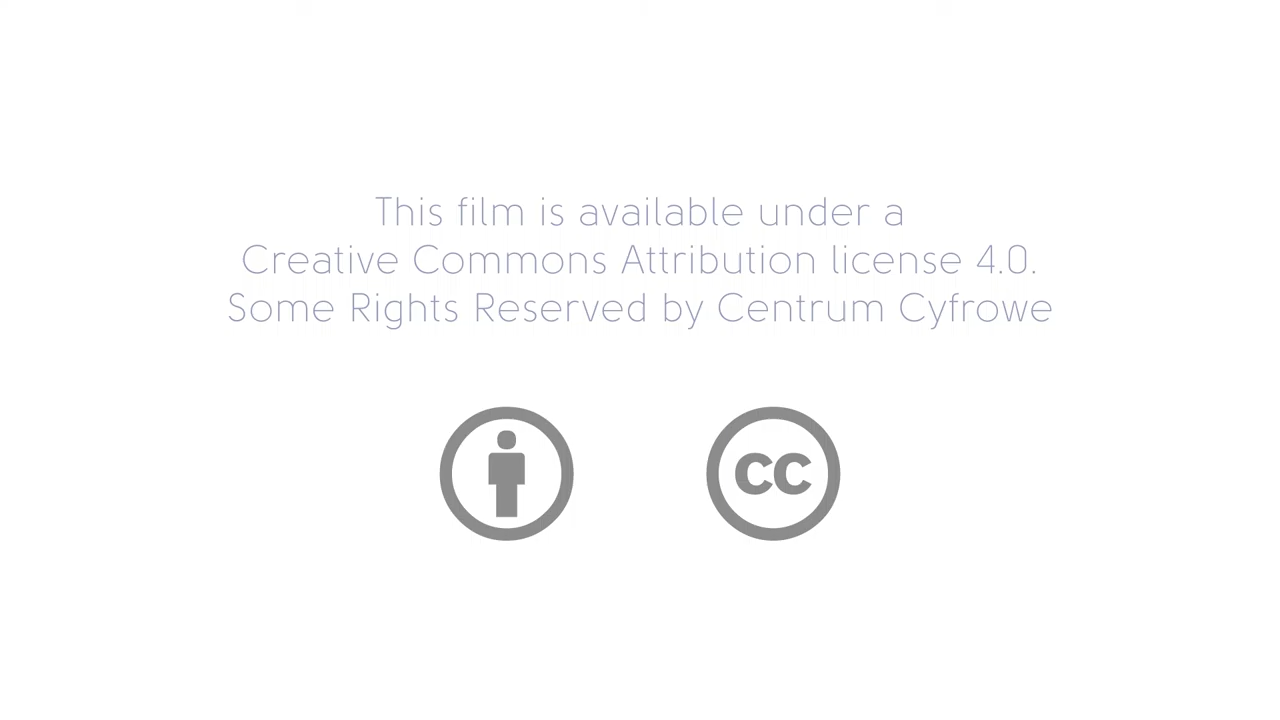 This film is available under a
Creative Commons Attribution license 4.0.
Some Rights Reserved by Centrum Cyfrowe
cc